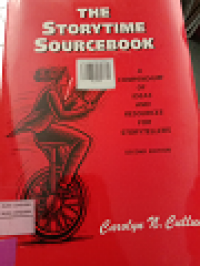 THE
STORYTIME
SOURCEBOOK
A
COMPENDIUM
OF
IDEAS
AND
RESOURCES
FOR
STORYTELLERS
SECOND EDITION
Carolyn N. Cullum